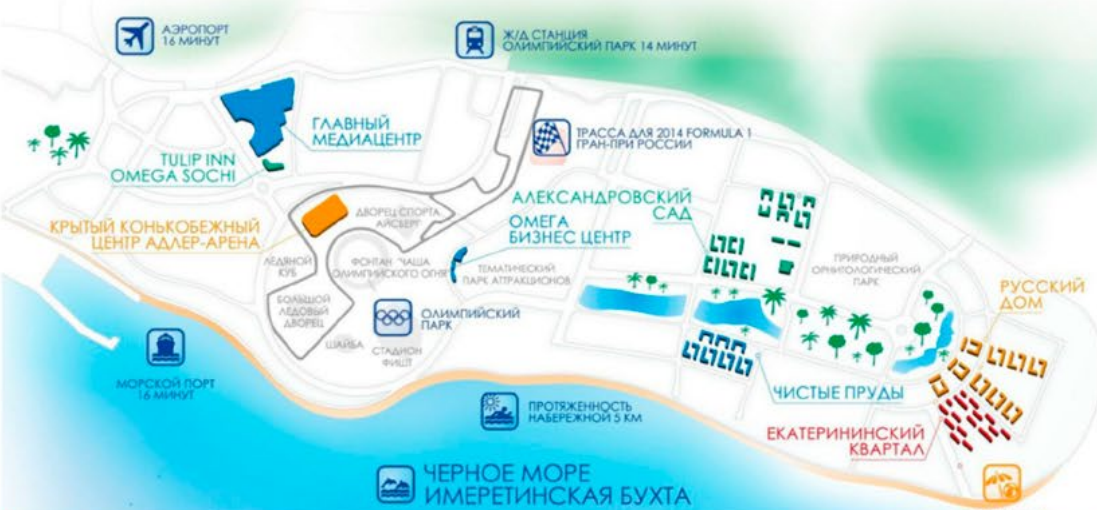 АЭРОПОРТ
16 МИНУТ
Ж/Д СТАНЦИЯ
ОЛИМПИЙСКИЙ ПАРК 14 МИНУТ
ГЛАВНЫЙ
МЕДИАЦЕНТР
ТРАССА ДЛЯ 2014 FORMULA 1
ГРАН-ПРИ РОССИИ
TULIP INN
OMEGA SOCHI
АЛЕКСАНДРОВСКИЙ
САД
КРЫТЫЙ КОНЬКОБЕЖНЫЙ
ЦЕНТР АДЛЕР-АРЕНА
ДВОРЕЦ СПОРТА
АЙСБЕРГ
ОМЕГА
БИЗНЕС ЦЕНТР
ЛЕДЯНОЙ
КУБ
ФОНТАН "ЧАША
ОЛИМПИЙСКОГО ОГНЯ"
ТЕМАТИЧЕСКИЙ
ПАРК АТТРАКЦИОНОВ
ПРИРОДНЫЙ
ОРНИТОЛОГИЧЕСКИЙ
ПАРК
РУССКИЙ
ДОМ
БОЛЬШОЙ
ЛЕДОВЫЙ
ДВОРЕЦ
ОЛИМПИЙСКИЙ
ПАРК
ШАЙБА
СТАДИОН
ФИШТ
МОРСКОЙ ПОРТ
16 МИНУТ
ЧИСТЫЕ ПРУДЫ
ПРОТЯЖЕННОСТЬ
НАБЕРЕЖНОЙ 5 КМ
ЕКАТЕРИНИНСКИЙ
КВАРТАЛ
ЧЕРНОЕ МОРЕ
ИМЕРЕТИНСКАЯ БУХТА